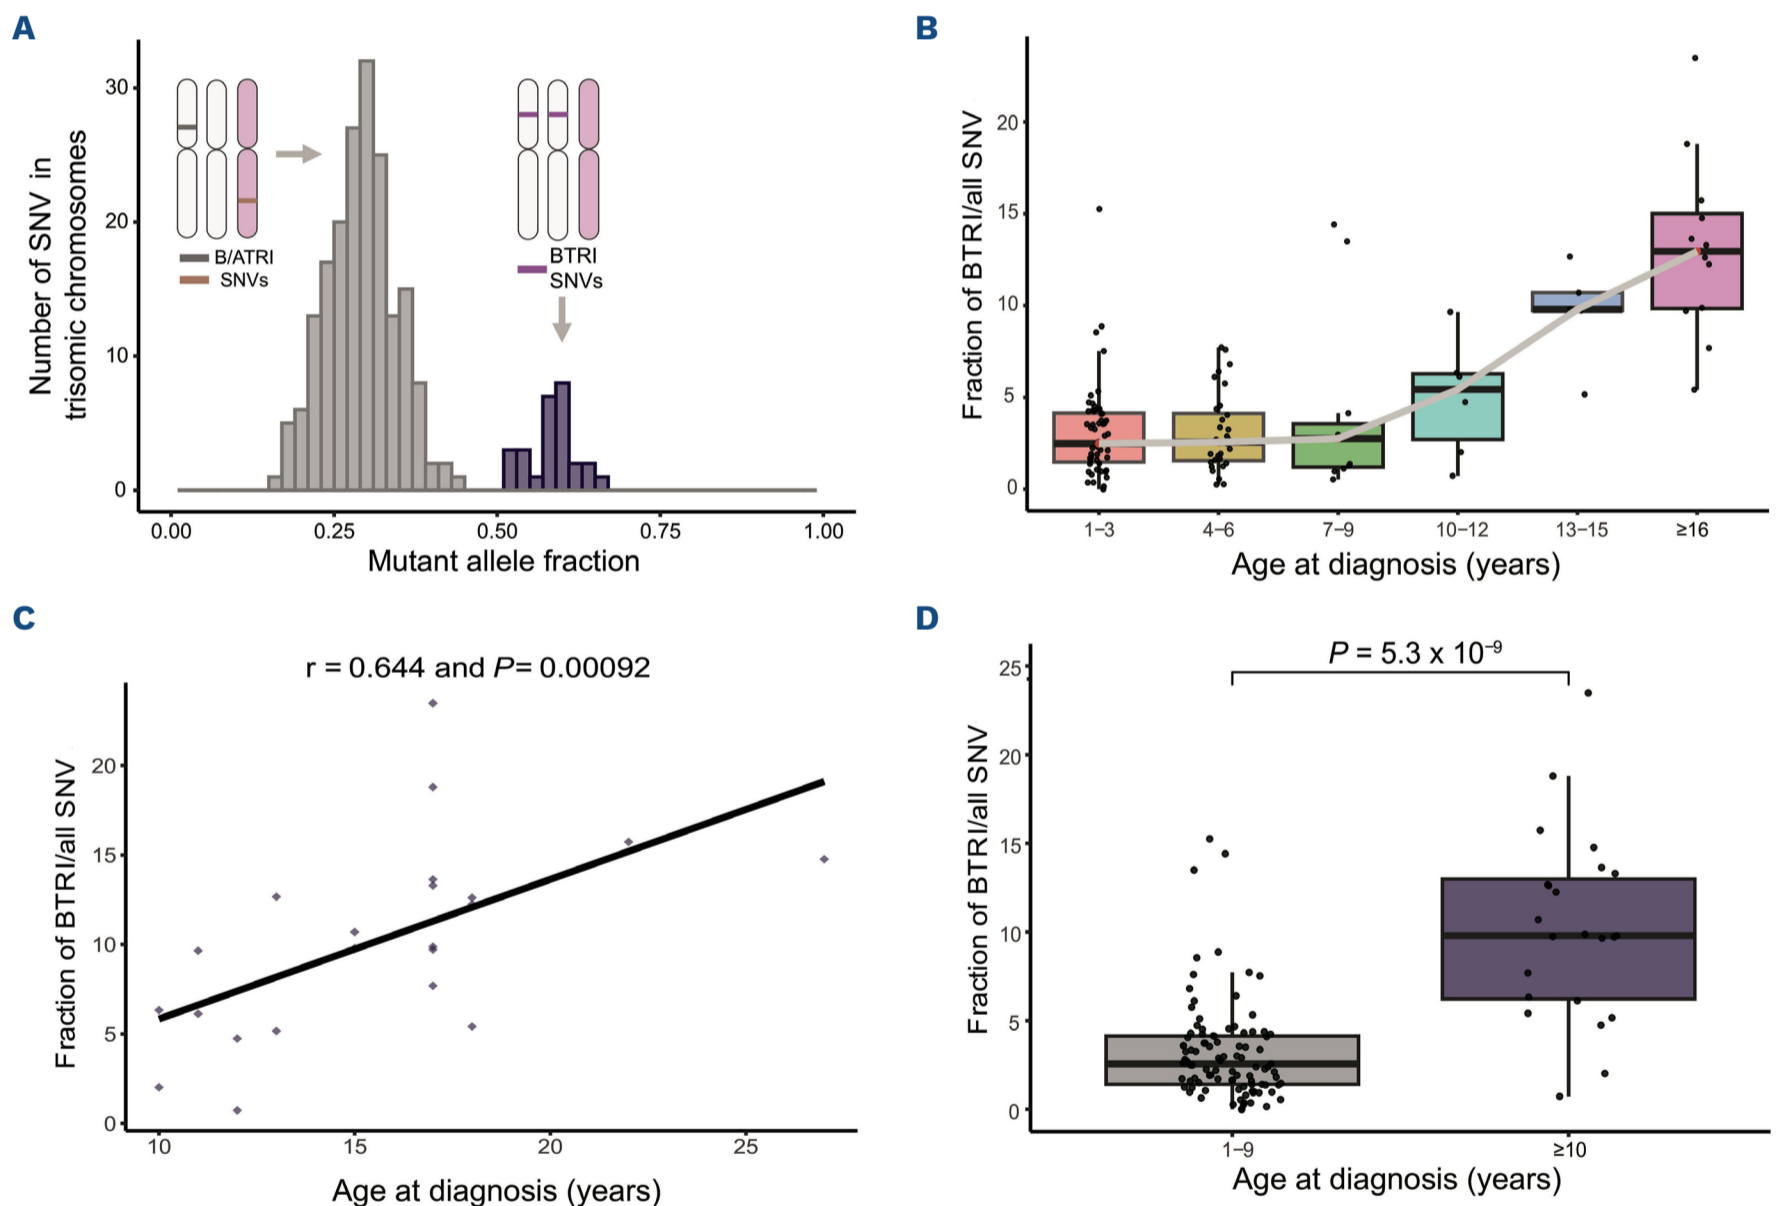 A
Number of SNV in
trisomic chromosomes
30
20
10
0
B/ATRI
SNVs
BTRI
SNVs
0.00 0.25 0.50 0.75 1.00
Mutant allele fraction
B
Fraction of BTRI/all SNV
20
15
10
5
0
1–3 4–6 7–9 10–12 13–15 ≥16
Age at diagnosis (years)
C
r = 0.644 and P= 0.00092
Fraction of BTRI/all SNV
20
15
10
5
0
10 15 20 25
Age at diagnosis (years)
D
P = 5.3 x 10⁻⁹
Fraction of BTRI/all SNV
25
20
15
10
5
0
1–9 ≥10
Age at diagnosis (years)